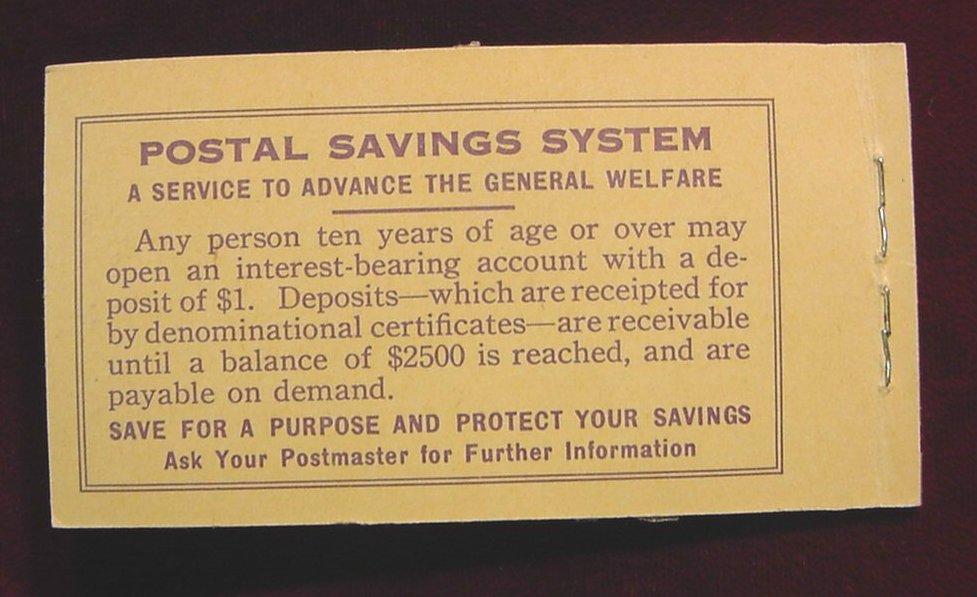 POSTAL SAVINGS SYSTEM
A SERVICE TO ADVANCE THE GENERAL WELFARE
Any person ten years of age or over may
open an interest-bearing account with a de-
posit of $1. Deposits—which are receipted for
by denominational certificates—are receivable
until a balance of $2500 is reached, and are
payable on demand.
SAVE FOR A PURPOSE AND PROTECT YOUR SAVINGS
Ask Your Postmaster for Further Information